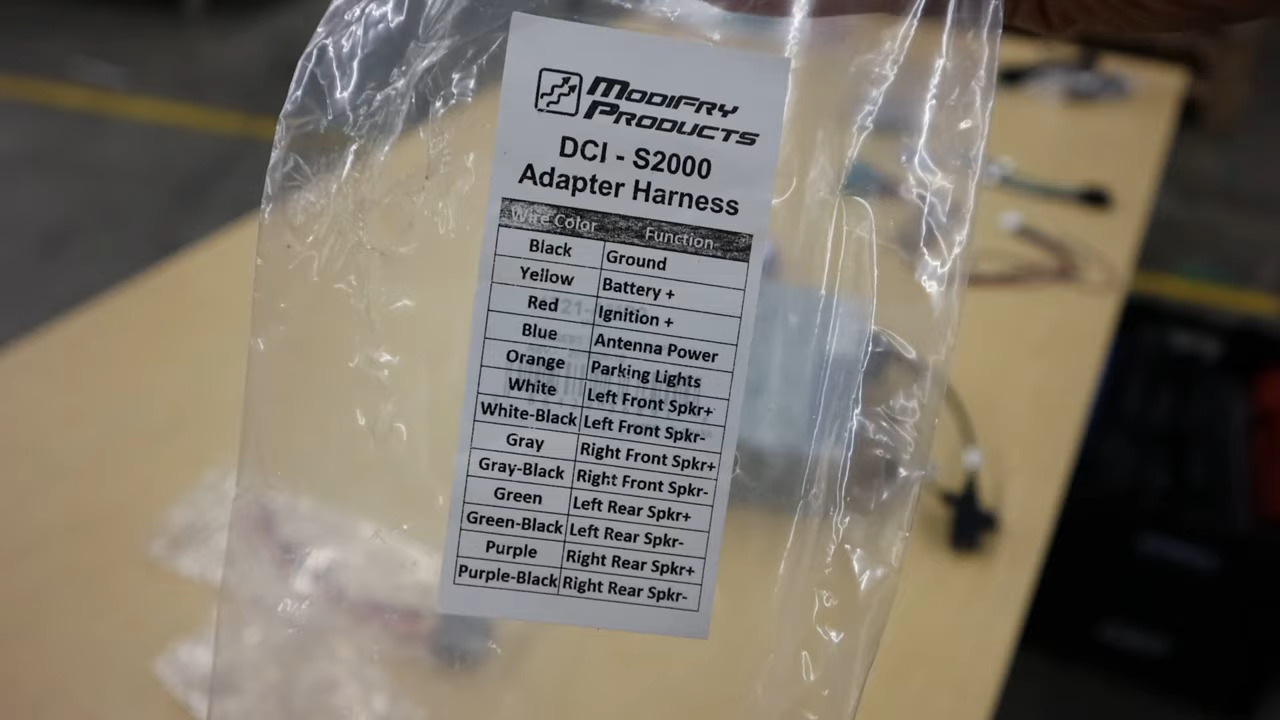 ModiFry
Products
DCI - S2000
Adapter Harness
Wire Color Function
Black Ground
Yellow Battery +
Red Ignition +
Blue Antenna Power
Orange Parking Lights
White Left Front Spkr+
White-Black Left Front Spkr-
Gray Right Front Spkr+
Gray-Black Right Front Spkr-
Green Left Rear Spkr+
Green-Black Left Rear Spkr-
Purple Right Rear Spkr+
Purple-Black Right Rear Spkr-